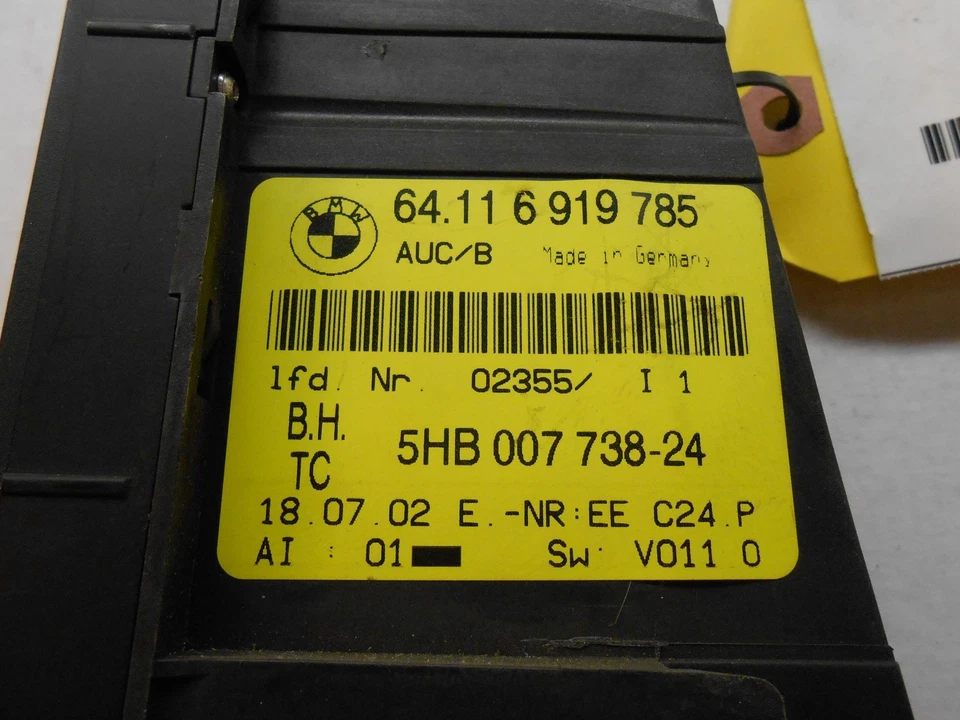 BMW
64.11 6 919 785
AUC/B Made in Germany
lfd. Nr. 02355/ I 1
B.H.
TC
5HB 007 738-24
18.07.02 E.-NR:EE C24.P
AI : 01 Sw: V011 0